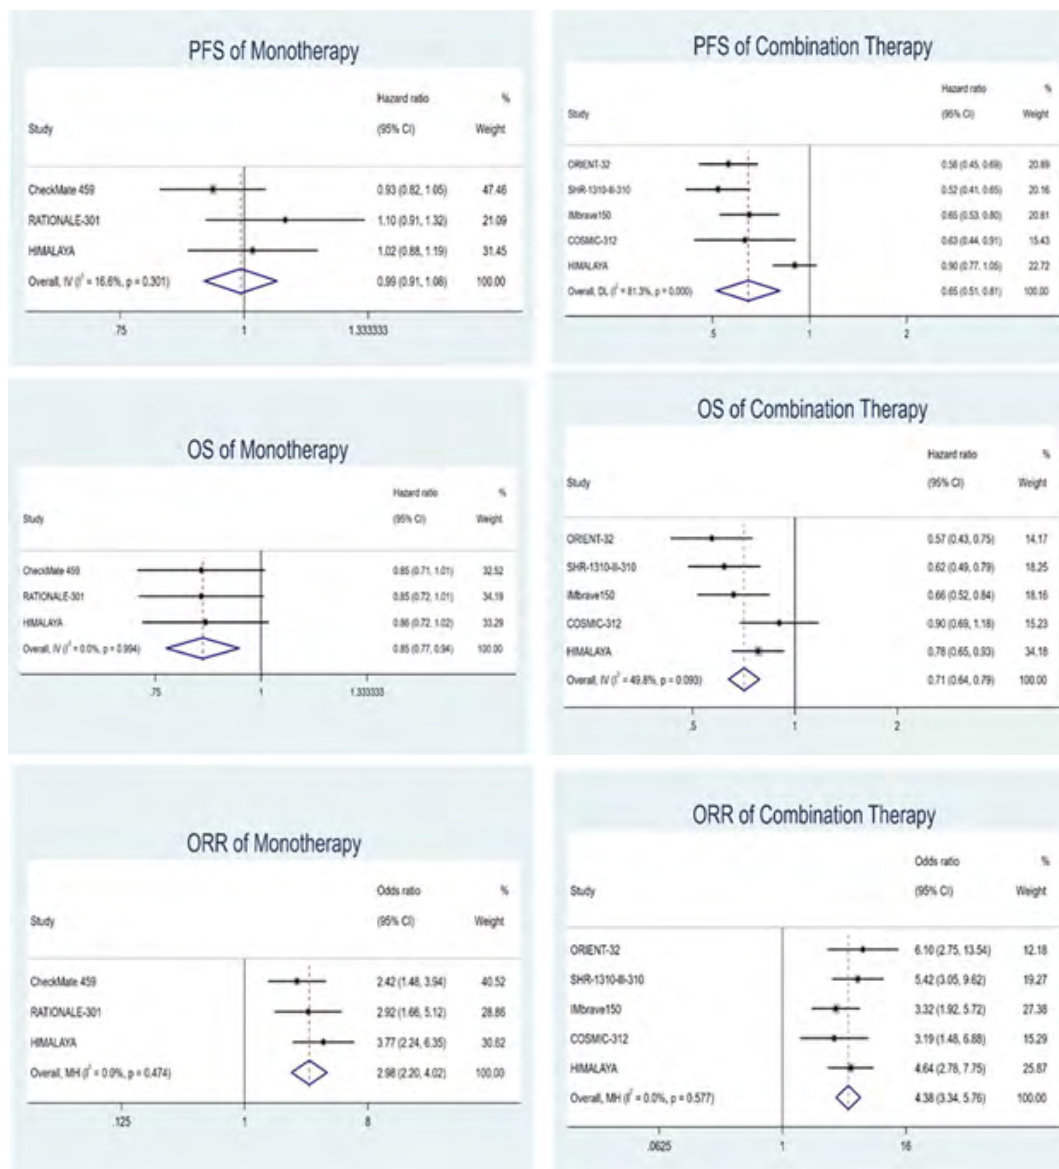 PFS of Monotherapy
Hazard ratio %
Study (95% CI) Weight
CheckMate 459 0.93 (0.82, 1.05) 47.46
RATIONALE-301 1.10 (0.91, 1.32) 21.09
HIMALAYA 1.02 (0.88, 1.19) 31.45
Overall, IV (I² = 16.6%, p = 0.301) 0.99 (0.91, 1.08) 100.00
.75 1 1.333333
PFS of Combination Therapy
Hazard ratio %
Study (95% CI) Weight
ORIENT-32 0.56 (0.45, 0.69) 20.89
SHR-1310-III-310 0.52 (0.41, 0.65) 20.16
IMbrave150 0.65 (0.53, 0.80) 20.81
COSMIC-312 0.63 (0.44, 0.91) 15.43
HIMALAYA 0.90 (0.77, 1.05) 22.72
Overall, DL (I² = 81.3%, p = 0.000) 0.65 (0.51, 0.81) 100.00
.5 1 2
OS of Monotherapy
Hazard ratio %
Study (95% CI) Weight
CheckMate 459 0.85 (0.71, 1.01) 32.52
RATIONALE-301 0.85 (0.72, 1.01) 34.19
HIMALAYA 0.86 (0.72, 1.02) 33.29
Overall, IV (I² = 0.0%, p = 0.994) 0.85 (0.77, 0.94) 100.00
.75 1 1.333333
OS of Combination Therapy
Hazard ratio %
Study (95% CI) Weight
ORIENT-32 0.57 (0.43, 0.75) 14.17
SHR-1310-III-310 0.62 (0.49, 0.79) 18.25
IMbrave150 0.66 (0.52, 0.84) 18.16
COSMIC-312 0.90 (0.69, 1.18) 15.23
HIMALAYA 0.78 (0.65, 0.93) 34.18
Overall, IV (I² = 49.8%, p = 0.093) 0.71 (0.64, 0.79) 100.00
.5 1 2
ORR of Monotherapy
Odds ratio %
Study (95% CI) Weight
CheckMate 459 2.42 (1.48, 3.94) 40.52
RATIONALE-301 2.92 (1.66, 5.12) 28.86
HIMALAYA 3.77 (2.24, 6.35) 30.62
Overall, MH (I² = 0.0%, p = 0.474) 2.98 (2.20, 4.02) 100.00
.125 1 8
ORR of Combination Therapy
Odds ratio %
Study (95% CI) Weight
ORIENT-32 6.10 (2.75, 13.54) 12.18
SHR-1310-III-310 5.42 (3.05, 9.62) 19.27
IMbrave150 3.32 (1.92, 5.72) 27.38
COSMIC-312 3.19 (1.48, 6.88) 15.29
HIMALAYA 4.64 (2.78, 7.75) 25.87
Overall, MH (I² = 0.0%, p = 0.577) 4.38 (3.34, 5.76) 100.00
.0625 1 16